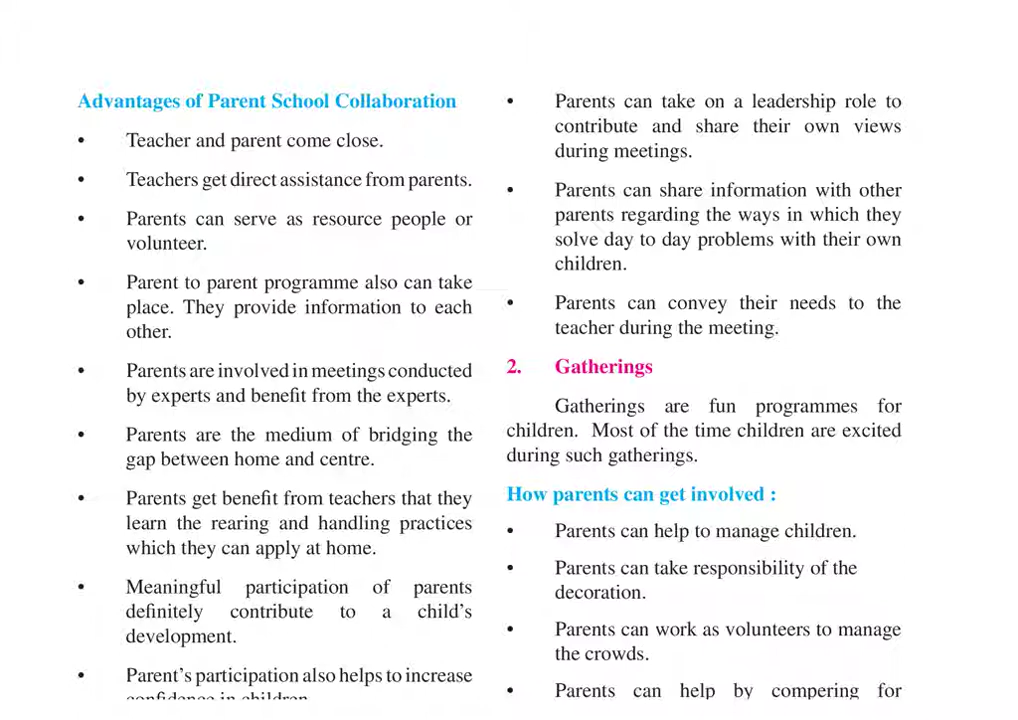 Advantages of Parent School Collaboration
• Teacher and parent come close.
• Teachers get direct assistance from parents.
• Parents can serve as resource people or
volunteer.
• Parent to parent programme also can take
place. They provide information to each
other.
• Parents are involved in meetings conducted
by experts and benefit from the experts.
• Parents are the medium of bridging the
gap between home and centre.
• Parents get benefit from teachers that they
learn the rearing and handling practices
which they can apply at home.
• Meaningful participation of parents
definitely contribute to a child's
development.
• Parent's participation also helps to increase
confidence in children
• Parents can take on a leadership role to
contribute and share their own views
during meetings.
• Parents can share information with other
parents regarding the ways in which they
solve day to day problems with their own
children.
• Parents can convey their needs to the
teacher during the meeting.
2. Gatherings
Gatherings are fun programmes for
children. Most of the time children are excited
during such gatherings.
How parents can get involved :
• Parents can help to manage children.
• Parents can take responsibility of the
decoration.
• Parents can work as volunteers to manage
the crowds.
• Parents can help by compering for